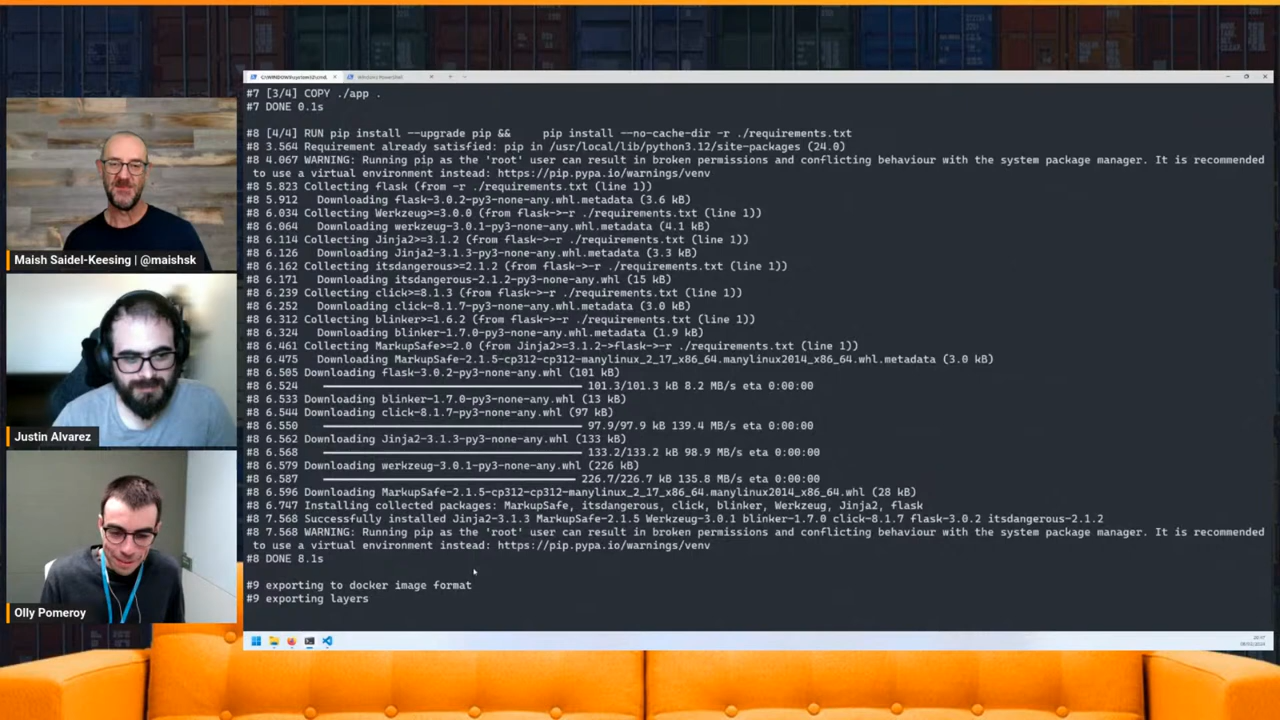 C:\WINDOWS\system32\cmd.
Windows PowerShell
#7 [3/4] COPY ./app .
#7 DONE 0.1s
#8 [4/4] RUN pip install --upgrade pip &&     pip install --no-cache-dir -r ./requirements.txt
#8 3.564 Requirement already satisfied: pip in /usr/local/lib/python3.12/site-packages (24.0)
#8 4.067 WARNING: Running pip as the 'root' user can result in broken permissions and conflicting behaviour with the system package manager. It is recommended
to use a virtual environment instead: https://pip.pypa.io/warnings/venv
#8 5.823 Collecting flask (from -r ./requirements.txt (line 1))
#8 5.912   Downloading flask-3.0.2-py3-none-any.whl.metadata (3.6 kB)
#8 6.034 Collecting Werkzeug>=3.0.0 (from flask->-r ./requirements.txt (line 1))
#8 6.064   Downloading werkzeug-3.0.1-py3-none-any.whl.metadata (4.1 kB)
#8 6.114 Collecting Jinja2>=3.1.2 (from flask->-r ./requirements.txt (line 1))
#8 6.126   Downloading Jinja2-3.1.3-py3-none-any.whl.metadata (3.3 kB)
#8 6.162 Collecting itsdangerous>=2.1.2 (from flask->-r ./requirements.txt (line 1))
#8 6.171   Downloading itsdangerous-2.1.2-py3-none-any.whl (15 kB)
#8 6.239 Collecting click>=8.1.3 (from flask->-r ./requirements.txt (line 1))
#8 6.252   Downloading click-8.1.7-py3-none-any.whl.metadata (3.0 kB)
#8 6.312 Collecting blinker>=1.6.2 (from flask->-r ./requirements.txt (line 1))
#8 6.324   Downloading blinker-1.7.0-py3-none-any.whl.metadata (1.9 kB)
#8 6.461 Collecting MarkupSafe>=2.0 (from Jinja2>=3.1.2->flask->-r ./requirements.txt (line 1))
#8 6.475   Downloading MarkupSafe-2.1.5-cp312-cp312-manylinux_2_17_x86_64.manylinux2014_x86_64.whl.metadata (3.0 kB)
#8 6.505 Downloading flask-3.0.2-py3-none-any.whl (101 kB)
#8 6.524    101.3/101.3 kB 8.2 MB/s eta 0:00:00
#8 6.533 Downloading blinker-1.7.0-py3-none-any.whl (13 kB)
#8 6.544 Downloading click-8.1.7-py3-none-any.whl (97 kB)
#8 6.550    97.9/97.9 kB 139.4 MB/s eta 0:00:00
#8 6.562 Downloading Jinja2-3.1.3-py3-none-any.whl (133 kB)
#8 6.568    133.2/133.2 kB 98.9 MB/s eta 0:00:00
#8 6.579 Downloading werkzeug-3.0.1-py3-none-any.whl (226 kB)
#8 6.587    226.7/226.7 kB 135.8 MB/s eta 0:00:00
#8 6.596 Downloading MarkupSafe-2.1.5-cp312-cp312-manylinux_2_17_x86_64.manylinux2014_x86_64.whl (28 kB)
#8 6.747 Installing collected packages: MarkupSafe, itsdangerous, click, blinker, Werkzeug, Jinja2, flask
#8 7.568 Successfully installed Jinja2-3.1.3 MarkupSafe-2.1.5 Werkzeug-3.0.1 blinker-1.7.0 click-8.1.7 flask-3.0.2 itsdangerous-2.1.2
#8 7.568 WARNING: Running pip as the 'root' user can result in broken permissions and conflicting behaviour with the system package manager. It is recommended
to use a virtual environment instead: https://pip.pypa.io/warnings/venv
#8 DONE 8.1s
#9 exporting to docker image format
#9 exporting layers
Maish Saidel-Keesing | @maishsk
Justin Alvarez
Olly Pomeroy